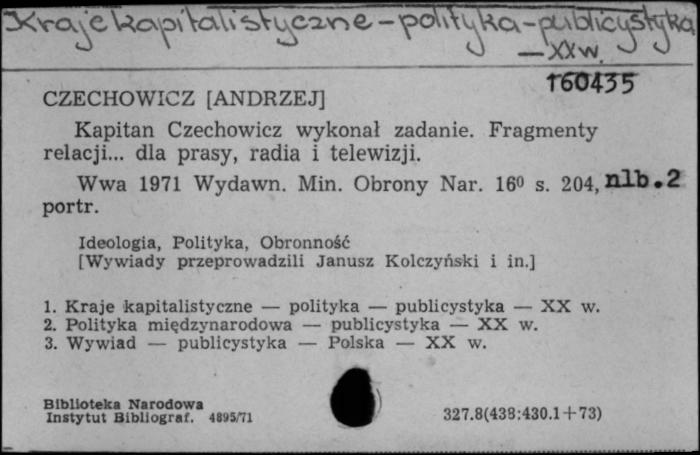 Kraje kapitalistyczne – polityka – publicystyka
– XX w.
160435
CZECHOWICZ [ANDRZEJ]
Kapitan Czechowicz wykonał zadanie. Fragmenty
relacji... dla prasy, radia i telewizji.
Wwa 1971 Wydawn. Min. Obrony Nar. 16⁰ s. 204, nlb.2
portr.
Ideologia, Polityka, Obronność
[Wywiady przeprowadzili Janusz Kolczyński i in.]
1. Kraje kapitalistyczne — polityka — publicystyka — XX w.
2. Polityka międzynarodowa — publicystyka — XX w.
3. Wywiad — publicystyka — Polska — XX w.
Biblioteka Narodowa
Instytut Bibliograf. 4895/71
327.8(438:430.1+73)